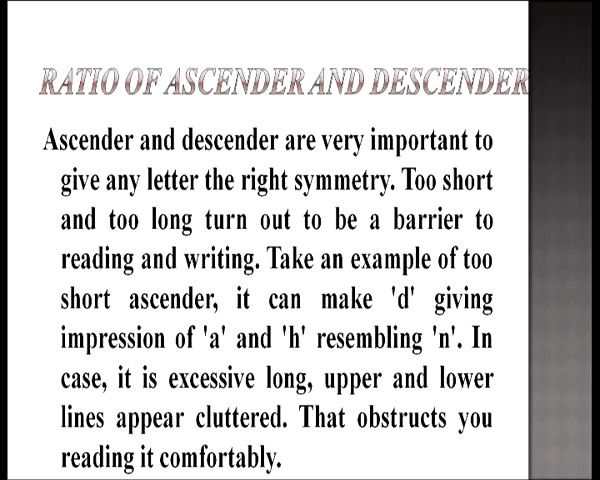 RATIO OF ASCENDER AND DESCENDER
Ascender and descender are very important to
give any letter the right symmetry. Too short
and too long turn out to be a barrier to
reading and writing. Take an example of too
short ascender, it can make 'd' giving
impression of 'a' and 'h' resembling 'n'. In
case, it is excessive long, upper and lower
lines appear cluttered. That obstructs you
reading it comfortably.